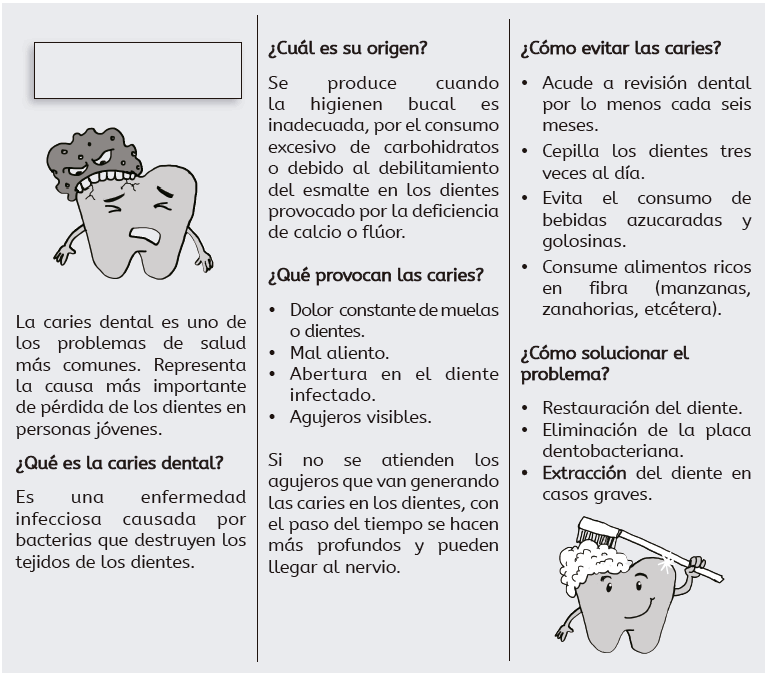 La caries dental es uno de
los problemas de salud
más comunes. Representa
la causa más importante
de pérdida de los dientes en
personas jóvenes.
¿Qué es la caries dental?
Es una enfermedad
infecciosa causada por
bacterias que destruyen los
tejidos de los dientes.
¿Cuál es su origen?
Se produce cuando
la higienen bucal es
inadecuada, por el consumo
excesivo de carbohidratos
o debido al debilitamiento
del esmalte en los dientes
provocado por la deficiencia
de calcio o flúor.
¿Qué provocan las caries?
• Dolor constante de muelas
o dientes.
• Mal aliento.
• Abertura en el diente
infectado.
• Agujeros visibles.
Si no se atienden los
agujeros que van generando
las caries en los dientes, con
el paso del tiempo se hacen
más profundos y pueden
llegar al nervio.
¿Cómo evitar las caries?
• Acude a revisión dental
por lo menos cada seis
meses.
• Cepilla los dientes tres
veces al día.
• Evita el consumo de
bebidas azucaradas y
golosinas.
• Consume alimentos ricos
en fibra (manzanas,
zanahorias, etcétera).
¿Cómo solucionar el
problema?
• Restauración del diente.
• Eliminación de la placa
dentobacteriana.
• Extracción del diente en
casos graves.